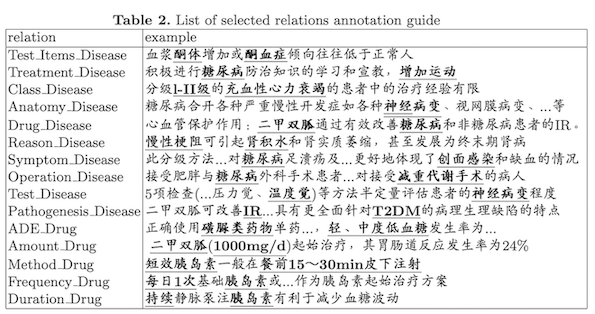 Table 2. List of selected relations annotation guide
relation example
Test_Items_Disease 血浆酮体增加或酮血症倾向往往低于正常人
Treatment_Disease 积极进行糖尿病防治知识的学习和宣教，增加运动
Class_Disease 分级I-II级的充血性心力衰竭的患者中的治疗经验有限
Anatomy_Disease 糖尿病合并各种严重慢性并发症如各种神经病变、视网膜病变、...等
Drug_Disease 心血管保护作用：二甲双胍通过有效改善糖尿病和非糖尿病患者的IR。
Reason_Disease 慢性梗阻可引起肾积水和肾实质萎缩，甚至发展为终末期肾病
Symptom_Disease 此分级方法...对糖尿病足溃疡及...更好地体现了创面感染和缺血的情况
Operation_Disease 接受肥胖与糖尿病外科手术患者...对接受减重代谢手术的病人
Test_Disease 5项检查(...压力觉、温度觉)等方法半定量评估患者的神经病变程度
Pathogenesis_Disease 二甲双胍可改善IR...具有更全面针对T2DM的病理生理缺陷的特点
ADE_Drug 正确使用磺脲类药物单药...，轻、中度低血糖发生率为...
Amount_Drug 二甲双胍(1000mg/d)起始治疗，其胃肠道反应发生率为24%
Method_Drug 短效胰岛素一般在餐前15～30min皮下注射
Frequency_Drug 每日1次基础胰岛素或...作为胰岛素起始治疗方案
Duration_Drug 持续静脉泵注胰岛素有利于减少血糖波动